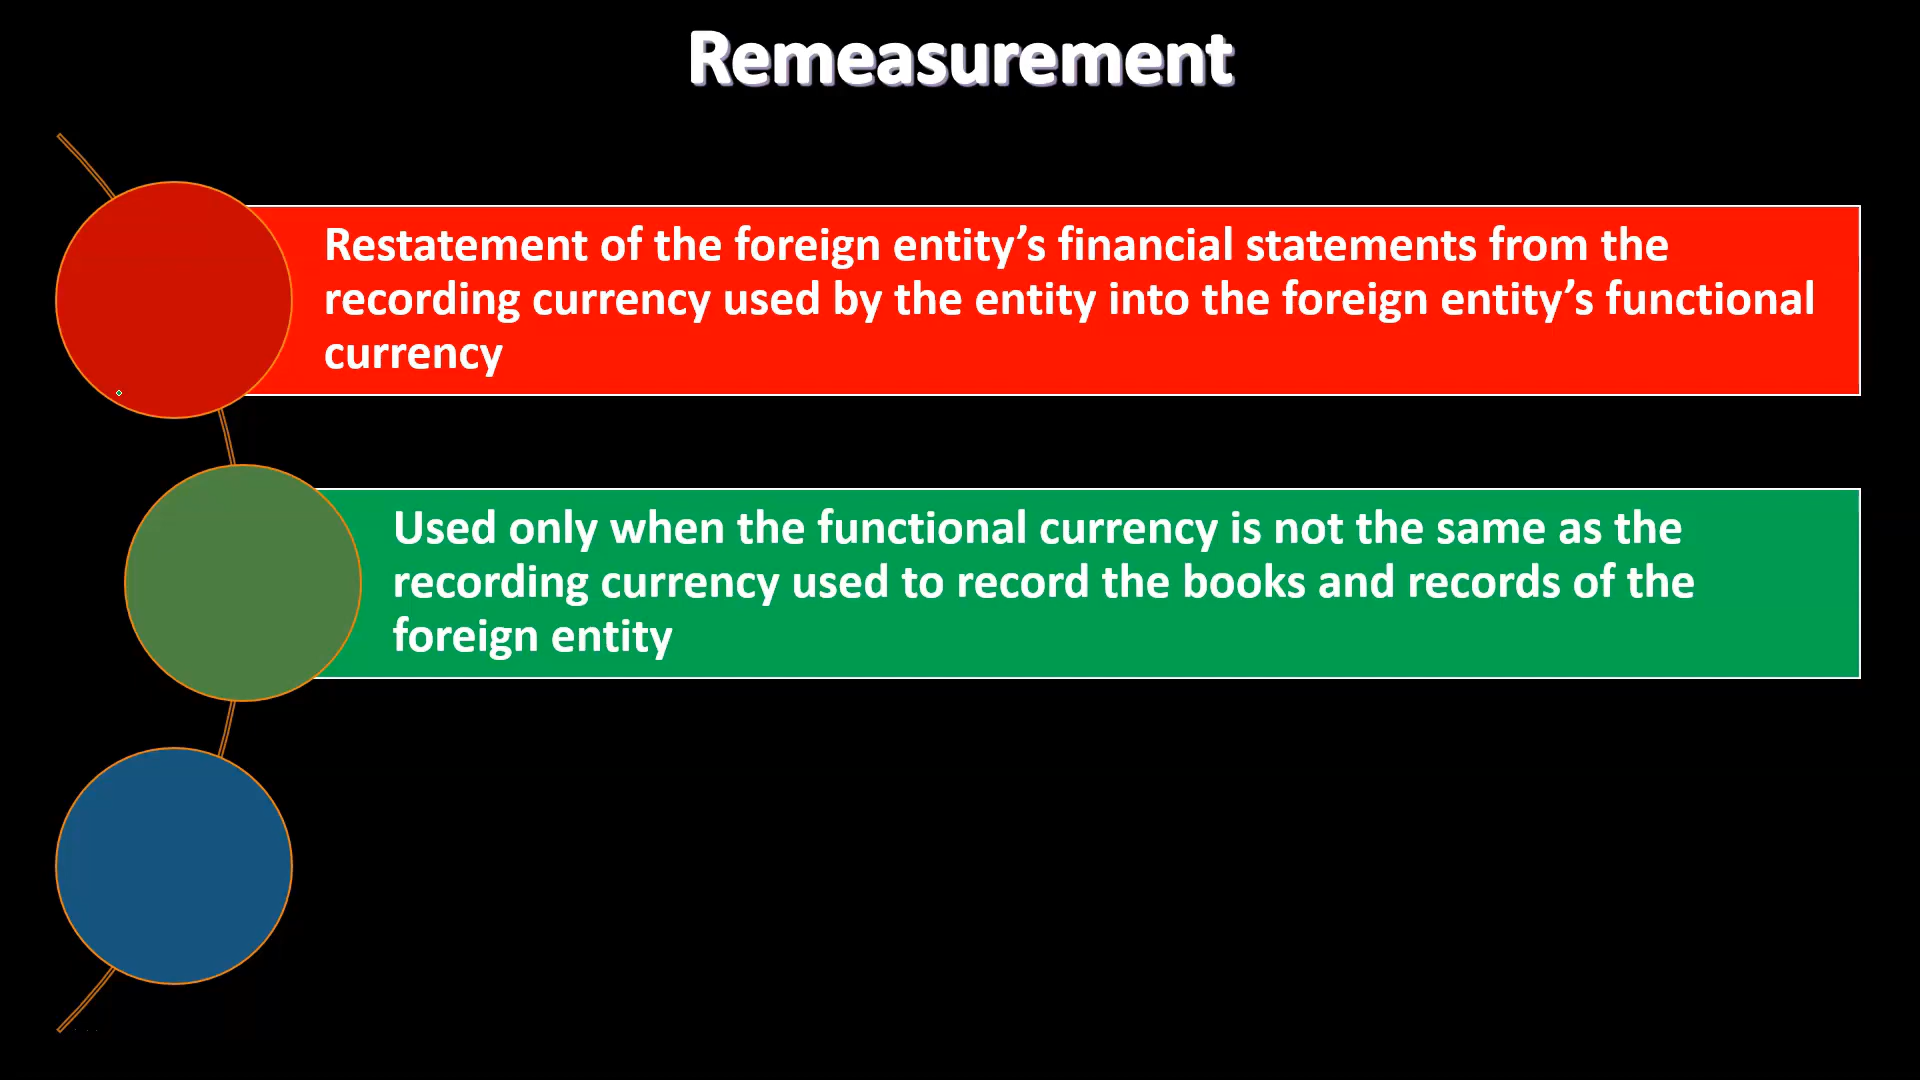 Remeasurement
Restatement of the foreign entity’s financial statements from the
recording currency used by the entity into the foreign entity’s functional
currency
Used only when the functional currency is not the same as the
recording currency used to record the books and records of the
foreign entity